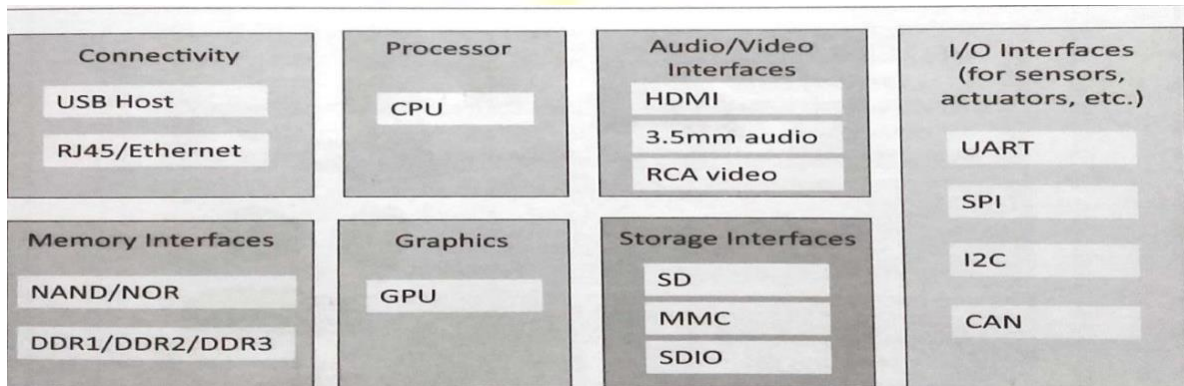 Connectivity
USB Host
RJ45/Ethernet
Processor
CPU
Audio/Video
Interfaces
HDMI
3.5mm audio
RCA video
I/O Interfaces
(for sensors,
actuators, etc.)
UART
SPI
I2C
CAN
Memory Interfaces
NAND/NOR
DDR1/DDR2/DDR3
Graphics
GPU
Storage Interfaces
SD
MMC
SDIO